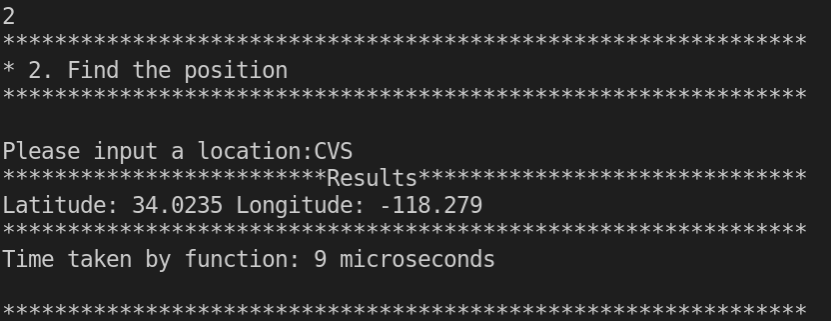 2
**************************************************************
* 2. Find the position
**************************************************************
Please input a location:CVS
*************************Results******************************
Latitude: 34.0235 Longitude: -118.279
**************************************************************
Time taken by function: 9 microseconds
**************************************************************